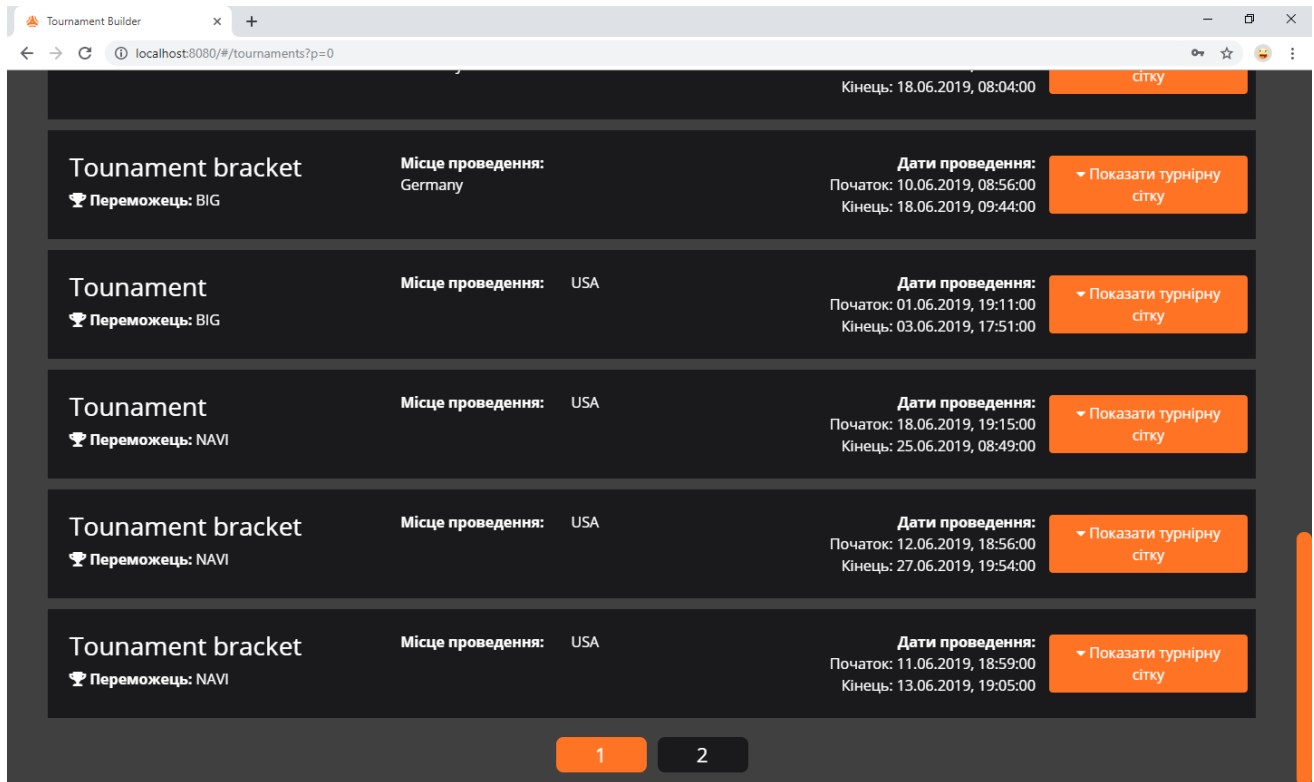 Tournament Builder
localhost:8080/#/tournaments?p=0
Кінець: 18.06.2019, 08:04:00
сітку
Tounament bracket
Переможець: BIG
Місце проведення:
Germany
Дати проведення:
Початок: 10.06.2019, 08:56:00
Кінець: 18.06.2019, 09:44:00
Показати турнірну
сітку
Tounament
Переможець: BIG
Місце проведення: USA
Дати проведення:
Початок: 01.06.2019, 19:11:00
Кінець: 03.06.2019, 17:51:00
Показати турнірну
сітку
Tounament
Переможець: NAVI
Місце проведення: USA
Дати проведення:
Початок: 18.06.2019, 19:15:00
Кінець: 25.06.2019, 08:49:00
Показати турнірну
сітку
Tounament bracket
Переможець: NAVI
Місце проведення: USA
Дати проведення:
Початок: 12.06.2019, 18:56:00
Кінець: 27.06.2019, 19:54:00
Показати турнірну
сітку
Tounament bracket
Переможець: NAVI
Місце проведення: USA
Дати проведення:
Початок: 11.06.2019, 18:59:00
Кінець: 13.06.2019, 19:05:00
Показати турнірну
сітку
1 2